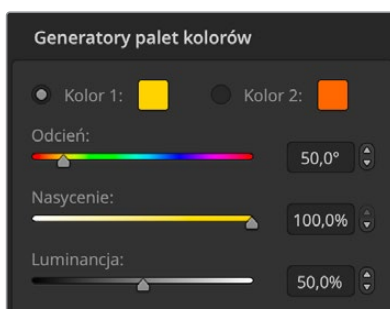 Generatory palet kolorów
Kolor 1: Kolor 2:
Odcień:
50,0°
Nasycenie:
100,0%
Luminancja:
50,0%